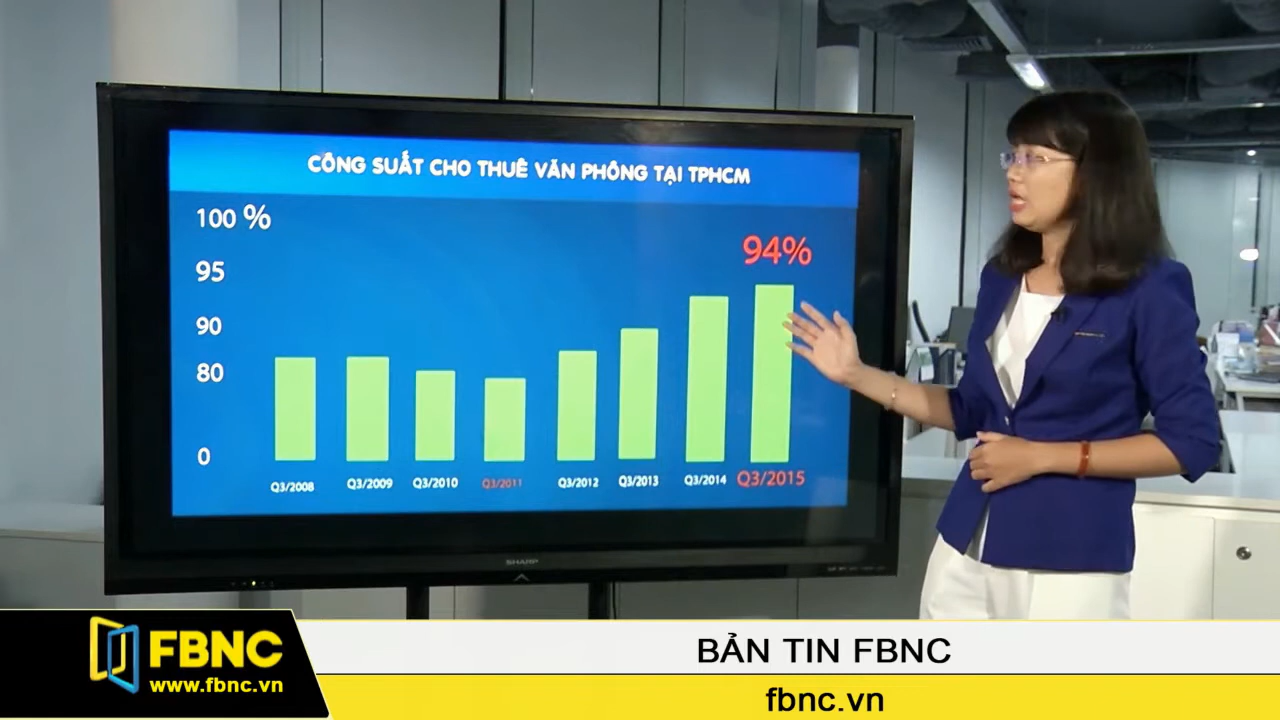 CÔNG SUẤT CHO THUÊ VĂN PHÒNG TẠI TPHCM
100 %
94%
95
90
80
0
Q3/2008
Q3/2009
Q3/2010
Q3/2011
Q3/2012
Q3/2013
Q3/2014
Q3/2015
SHARP
FBNC
www.fbnc.vn
BẢN TIN FBNC
fbnc.vn